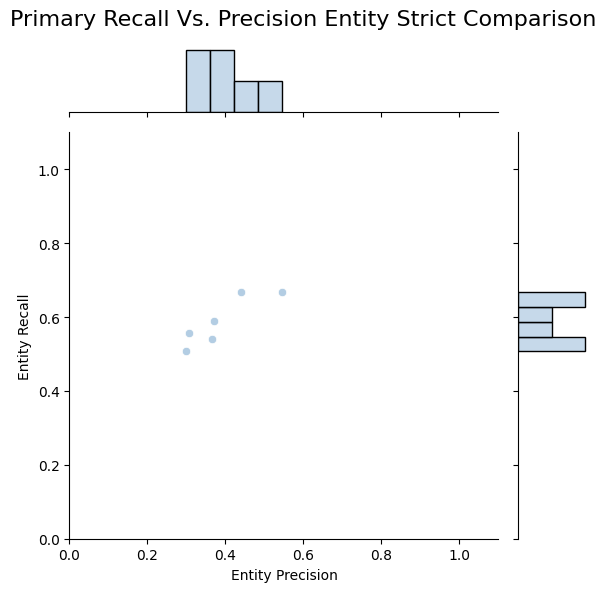 Primary Recall Vs. Precision Entity Strict Comparison
1.0
0.8
0.6
0.4
0.2
0.0
Entity Recall
0.0 0.2 0.4 0.6 0.8 1.0
Entity Precision